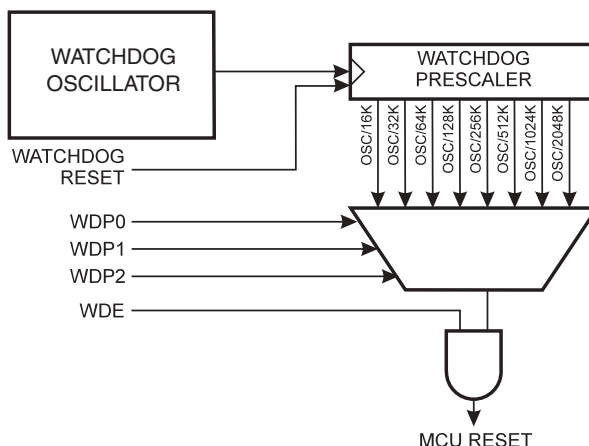 WATCHDOG
OSCILLATOR
WATCHDOG
PRESCALER
WATCHDOG
RESET
OSC/16K
OSC/32K
OSC/64K
OSC/128K
OSC/256K
OSC/512K
OSC/1024K
OSC/2048K
WDP0
WDP1
WDP2
WDE
MCU RESET